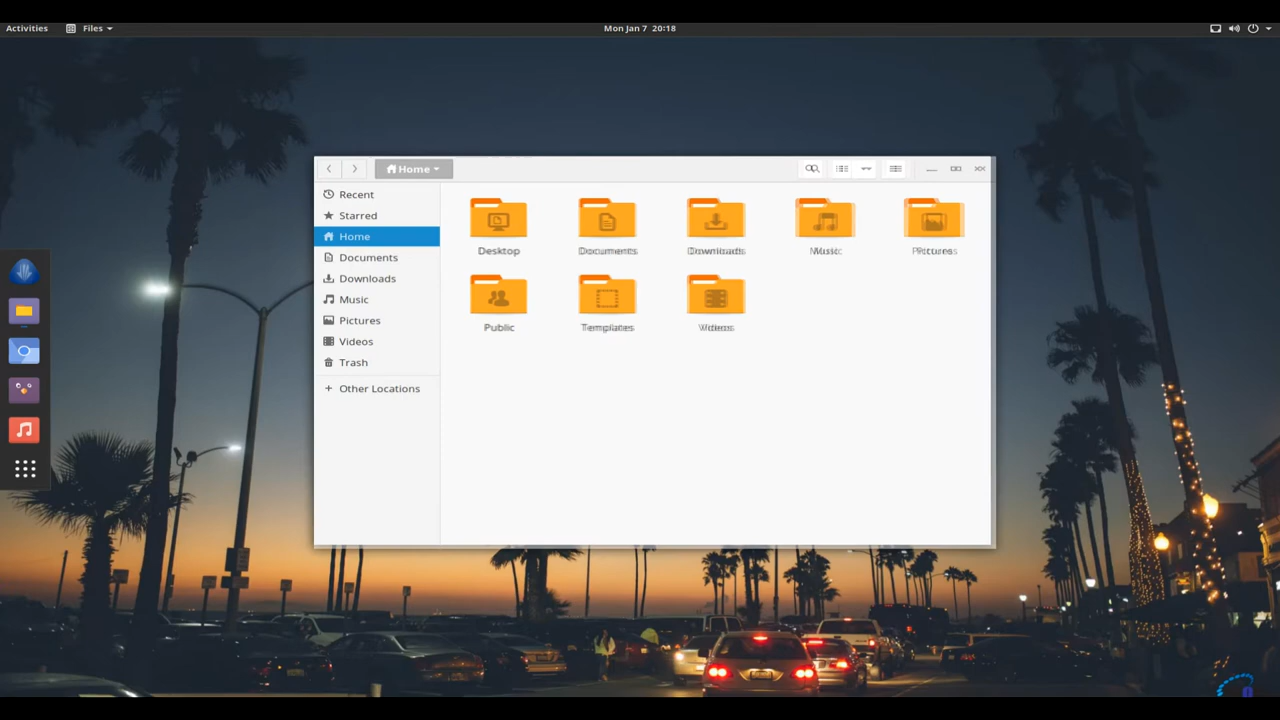 Activities
Files
Mon Jan 7 20:18
Home
Recent
Starred
Home
Documents
Downloads
Music
Pictures
Videos
Trash
Other Locations
Desktop
Documents
Downloads
Music
Pictures
Public
Templates
Videos